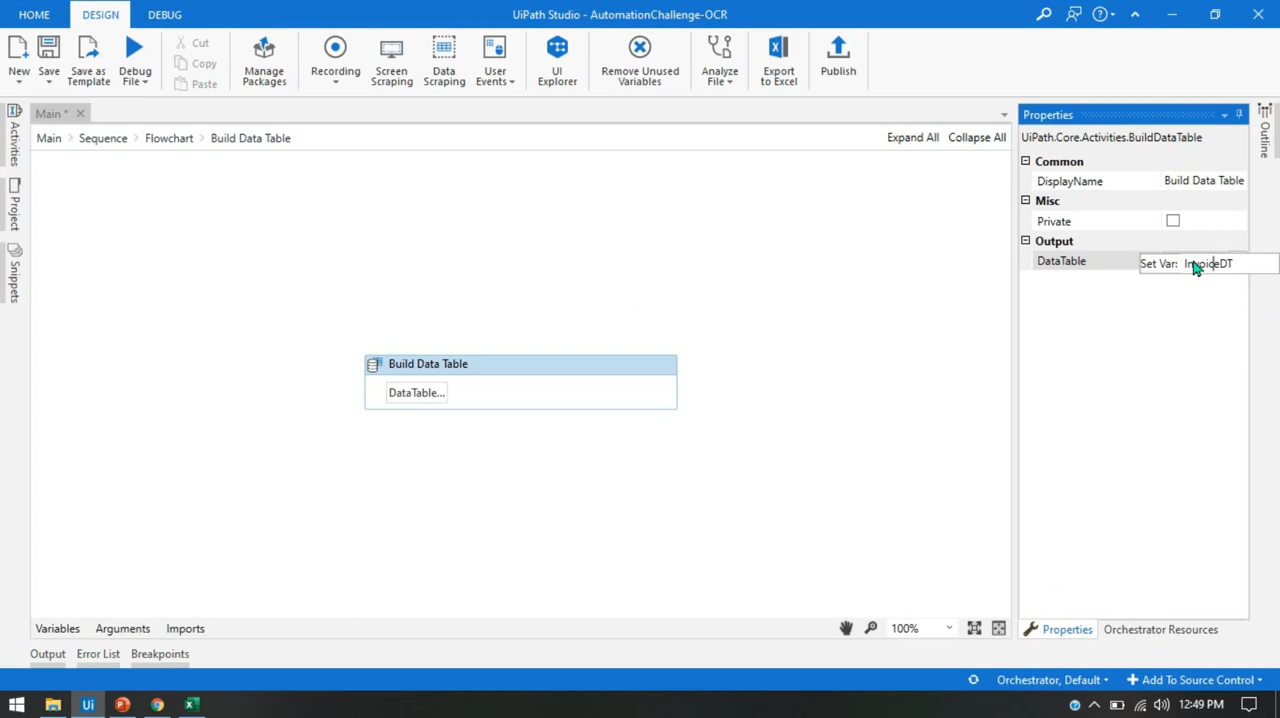 HOME
DESIGN
DEBUG
UiPath Studio - AutomationChallenge-OCR
New
Save
Save as Template
Debug File
Cut
Copy
Paste
Manage Packages
Recording
Screen Scraping
Data Scraping
User Events
UI Explorer
Remove Unused Variables
Analyze File
Export to Excel
Publish
Main *
Main
Sequence
Flowchart
Build Data Table
Expand All
Collapse All
Activities
Project
Snippets
Build Data Table
DataTable...
Properties
UiPath.Core.Activities.BuildDataTable
Common
DisplayName
Build Data Table
Misc
Private
Output
DataTable
Set Var: InvoiceDT
Outline
Variables
Arguments
Imports
100%
Properties
Orchestrator Resources
Output
Error List
Breakpoints
Orchestrator, Default
Add To Source Control
Ui
12:49 PM